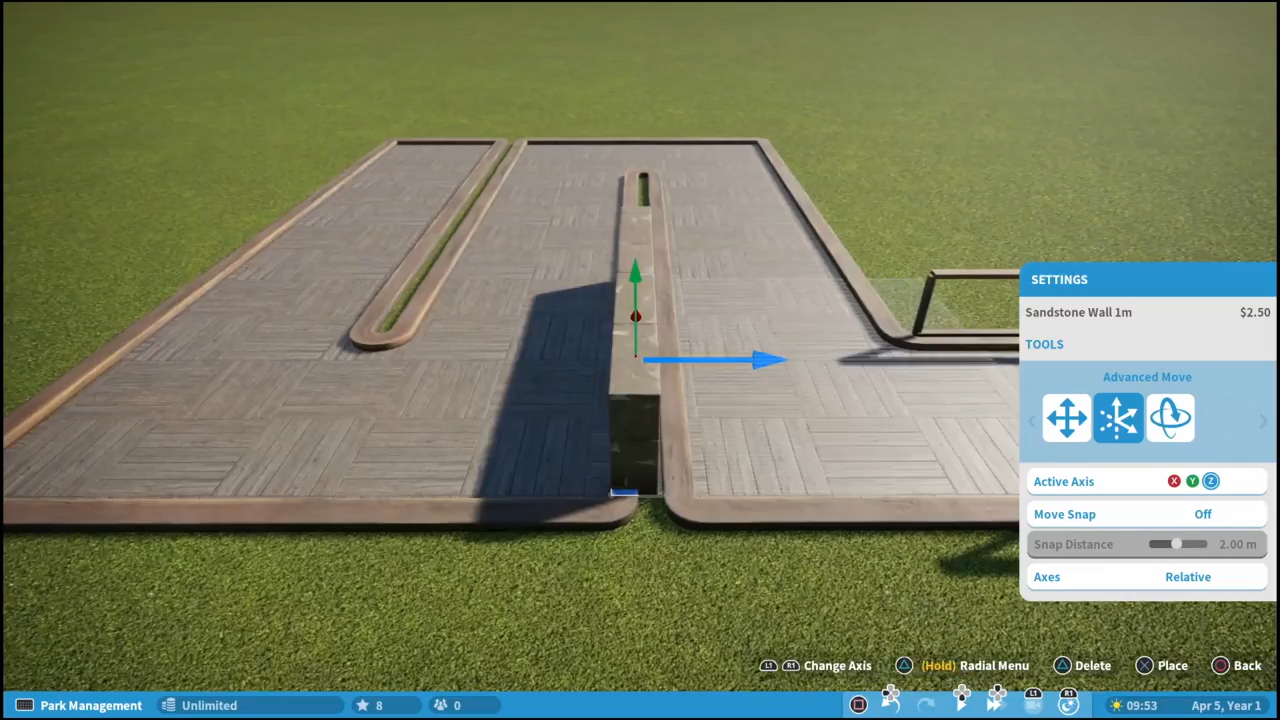 SETTINGS
Sandstone Wall 1m $2.50
TOOLS
Advanced Move
Active Axis X Y Z
Move Snap Off
Snap Distance 2.00 m
Axes Relative
L1 R1 Change Axis (Hold) Radial Menu Delete Place Back
L1 R1
Park Management Unlimited 8 0 09:53 Apr 5, Year 1